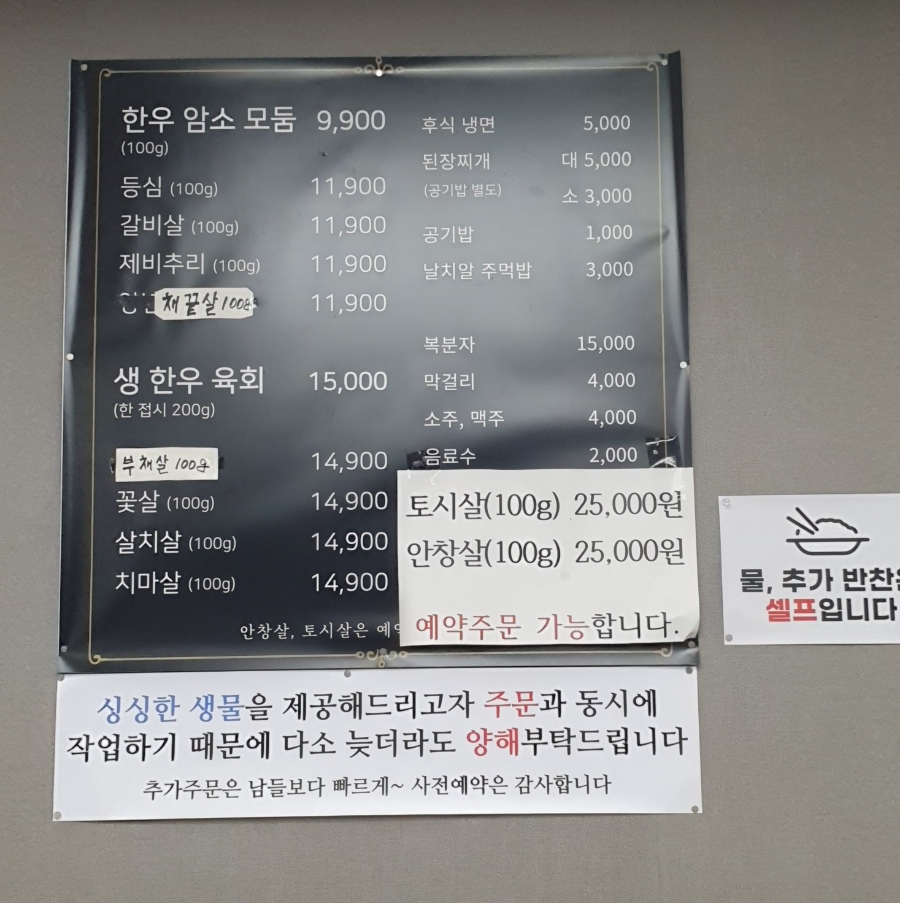 한우 암소 모둠 9,900
(100g)
등심 (100g) 11,900
갈비살 (100g) 11,900
제비추리 (100g) 11,900
채끝살 100g 11,900
생 한우 육회 15,000
(한 접시 200g)
부채살 100g 14,900
꽃살 (100g) 14,900
살치살 (100g) 14,900
치마살 (100g) 14,900
안창살, 토시살은 예약
후식 냉면 5,000
된장찌개 대 5,000
(공기밥 별도) 소 3,000
공기밥 1,000
날치알 주먹밥 3,000
복분자 15,000
막걸리 4,000
소주, 맥주 4,000
음료수 2,000
토시살(100g) 25,000원
안창살(100g) 25,000원
예약주문 가능합니다.
물, 추가 반찬은
셀프입니다
싱싱한 생물을 제공해드리고자 주문과 동시에
작업하기 때문에 다소 늦더라도 양해부탁드립니다
추가주문은 남들보다 빠르게~ 사전예약은 감사합니다